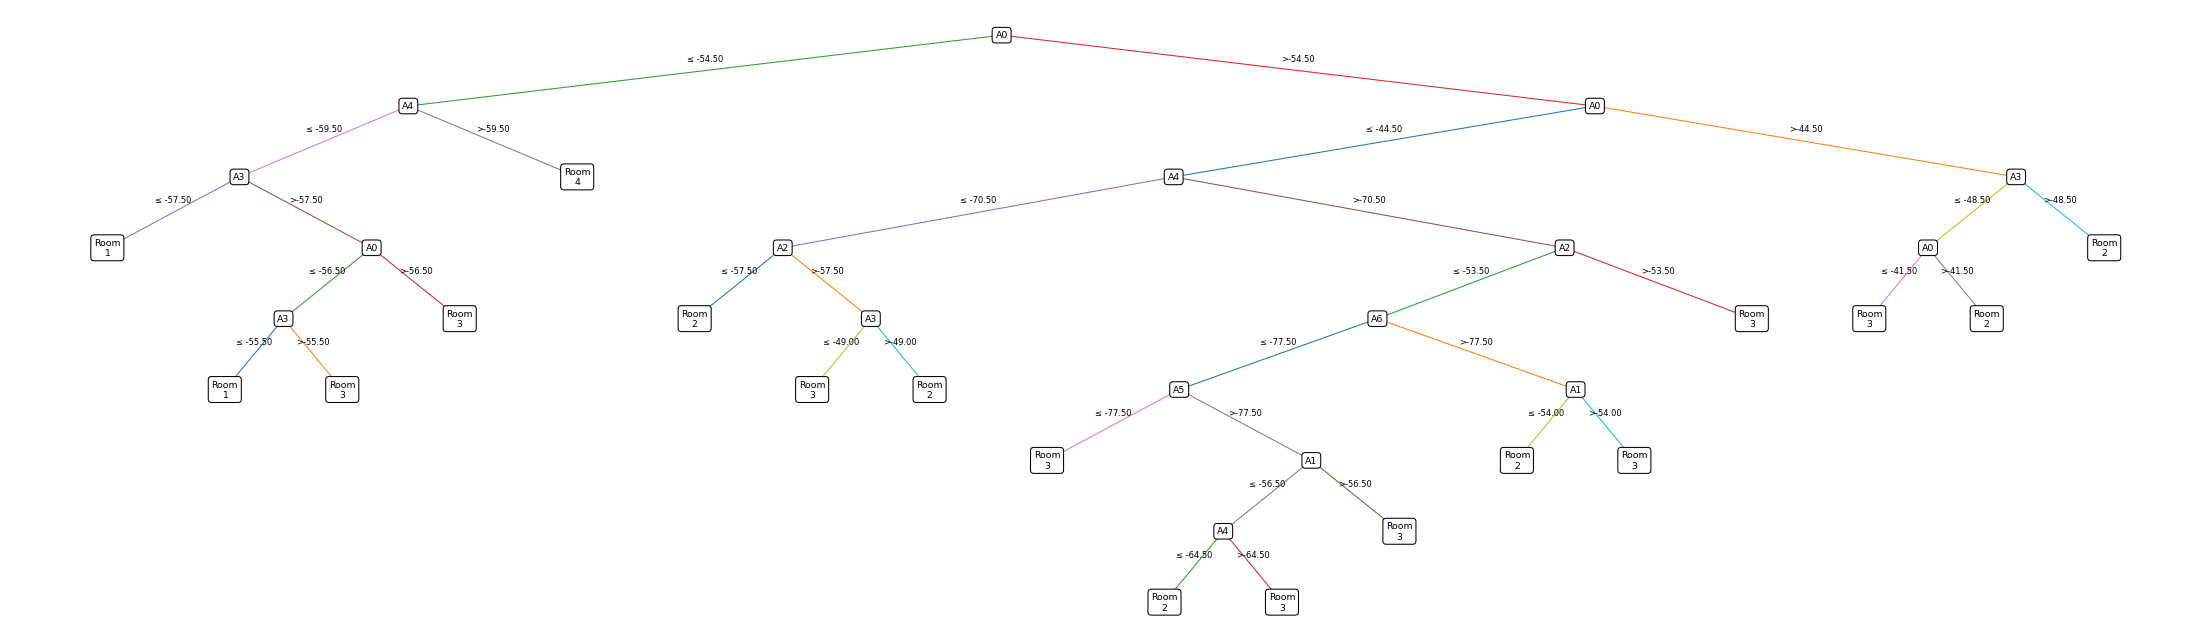 A0
≤ -54.50
>-54.50
A4
A0
≤ -59.50
>-59.50
≤ -44.50
>-44.50
A3
Room
4
A4
A3
≤ -57.50
>-57.50
≤ -70.50
>-70.50
≤ -48.50
>-48.50
Room
1
A0
A2
A2
A0
Room
2
≤ -56.50
>-56.50
≤ -57.50
>-57.50
≤ -53.50
>-53.50
≤ -41.50
>-41.50
A3
Room
3
Room
2
A3
A6
Room
3
Room
3
Room
2
≤ -55.50
>-55.50
≤ -49.00
>-49.00
≤ -77.50
>-77.50
Room
1
Room
3
Room
3
Room
2
A5
A1
≤ -77.50
>-77.50
≤ -54.00
>-54.00
Room
3
A1
Room
2
Room
3
≤ -56.50
>-56.50
A4
Room
3
≤ -64.50
>-64.50
Room
2
Room
3